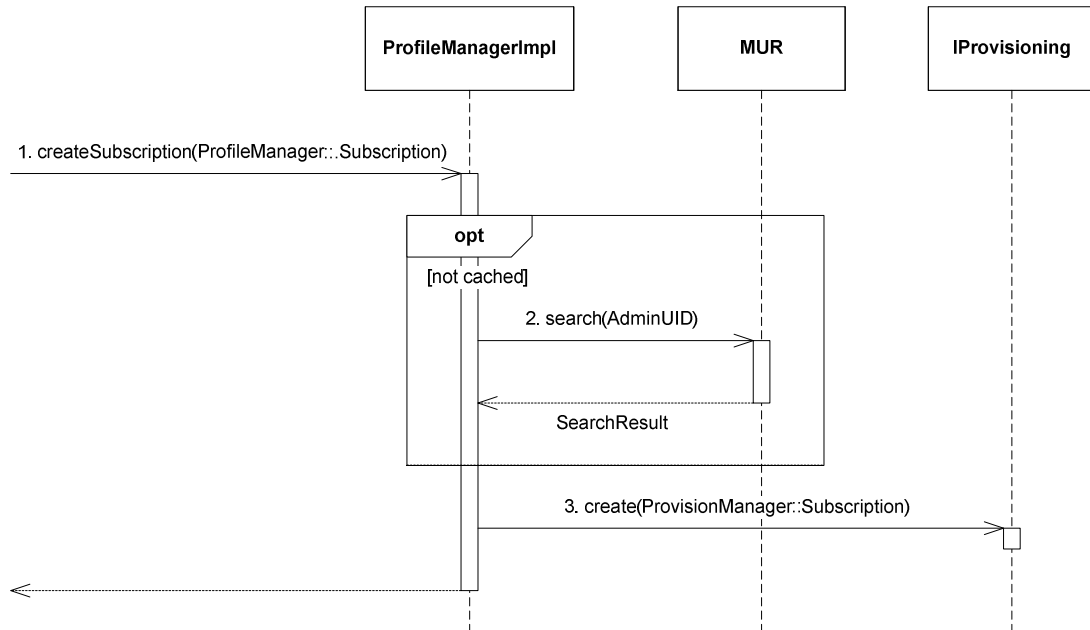 ProfileManagerImpl
MUR
IProvisioning
1. createSubscription(ProfileManager::.Subscription)
opt
[not cached]
2. search(AdminUID)
SearchResult
3. create(ProvisionManager::Subscription)